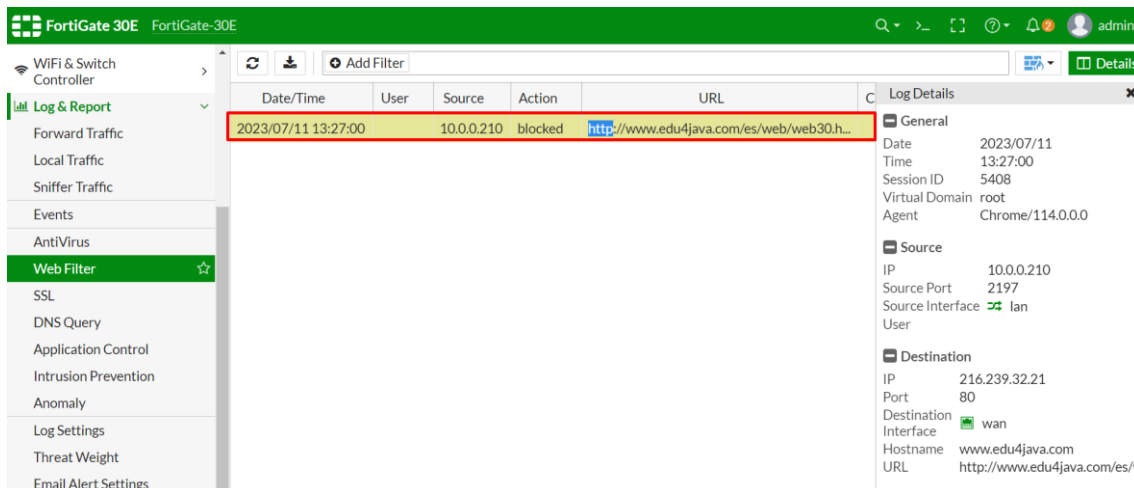 FortiGate 30E FortiGate-30E
2
admin
WiFi & Switch
Controller
Log & Report
Forward Traffic
Local Traffic
Sniffer Traffic
Events
AntiVirus
Web Filter
SSL
DNS Query
Application Control
Intrusion Prevention
Anomaly
Log Settings
Threat Weight
Email Alert Settings
Add Filter
Details
Date/Time User Source Action URL C
2023/07/11 13:27:00 10.0.0.210 blocked http://www.edu4java.com/es/web/web30.h...
Log Details
General
Date 2023/07/11
Time 13:27:00
Session ID 5408
Virtual Domain root
Agent Chrome/114.0.0.0
Source
IP 10.0.0.210
Source Port 2197
Source Interface lan
User
Destination
IP 216.239.32.21
Port 80
Destination
Interface wan
Hostname www.edu4java.com
URL http://www.edu4java.com/es/